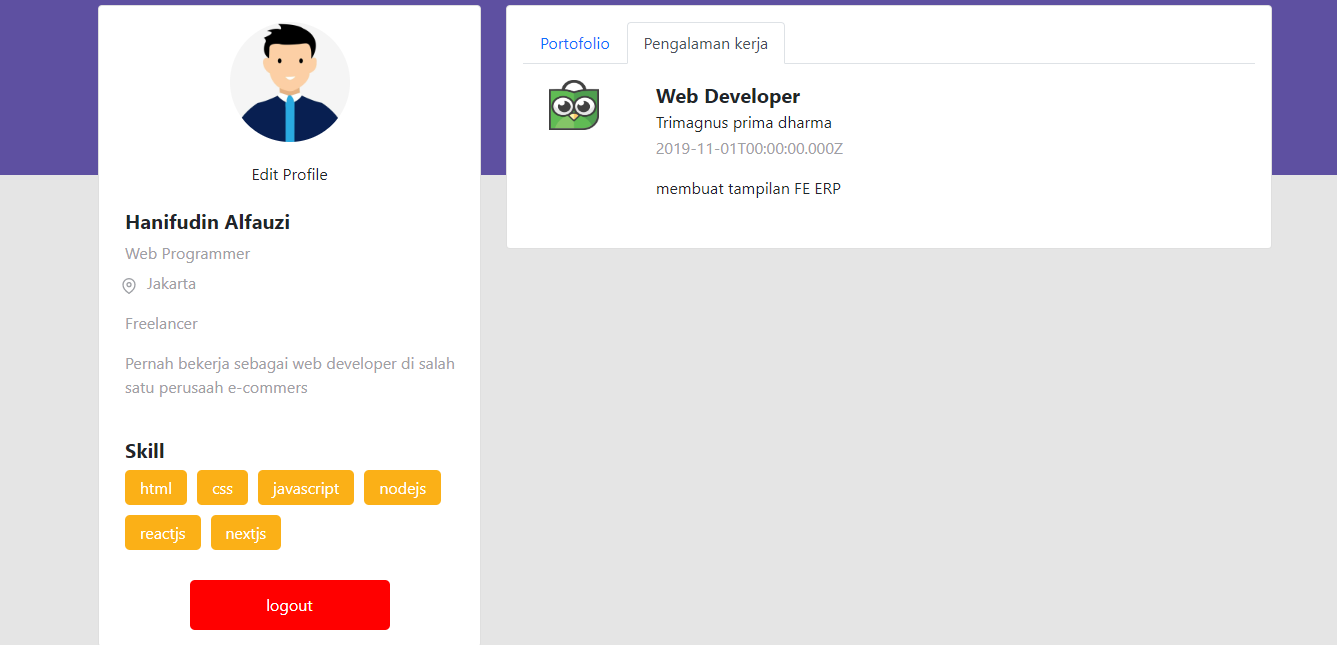 Edit Profile
Hanifudin Alfauzi
Web Programmer
Jakarta
Freelancer
Pernah bekerja sebagai web developer di salah
satu perusaah e-commers
Skill
html css javascript nodejs
reactjs nextjs
logout
Portofolio Pengalaman kerja
Web Developer
Trimagnus prima dharma
2019-11-01T00:00:00.000Z
membuat tampilan FE ERP